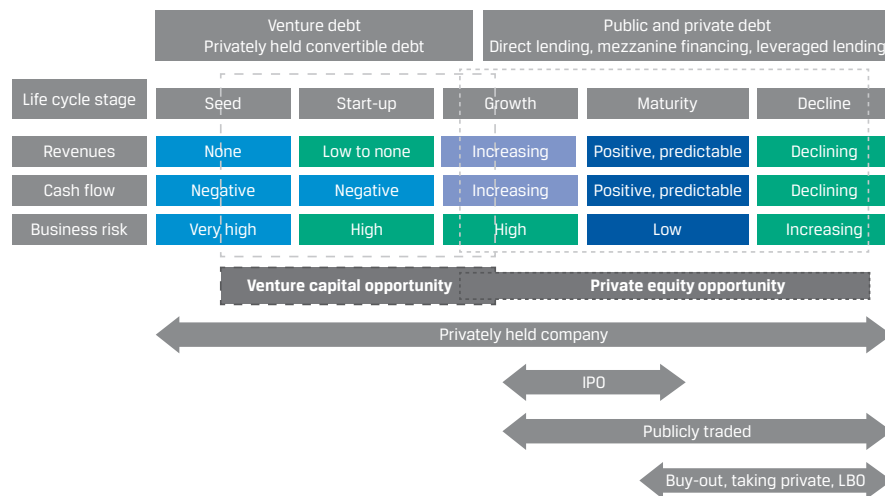 Venture debt
Privately held convertible debt
Public and private debt
Direct lending, mezzanine financing, leveraged lending
Life cycle stage
Seed
Start-up
Growth
Maturity
Decline
Revenues
None
Low to none
Increasing
Positive, predictable
Declining
Cash flow
Negative
Negative
Increasing
Positive, predictable
Declining
Business risk
Very high
High
High
Low
Increasing
Venture capital opportunity
Private equity opportunity
Privately held company
IPO
Publicly traded
Buy-out, taking private, LBO